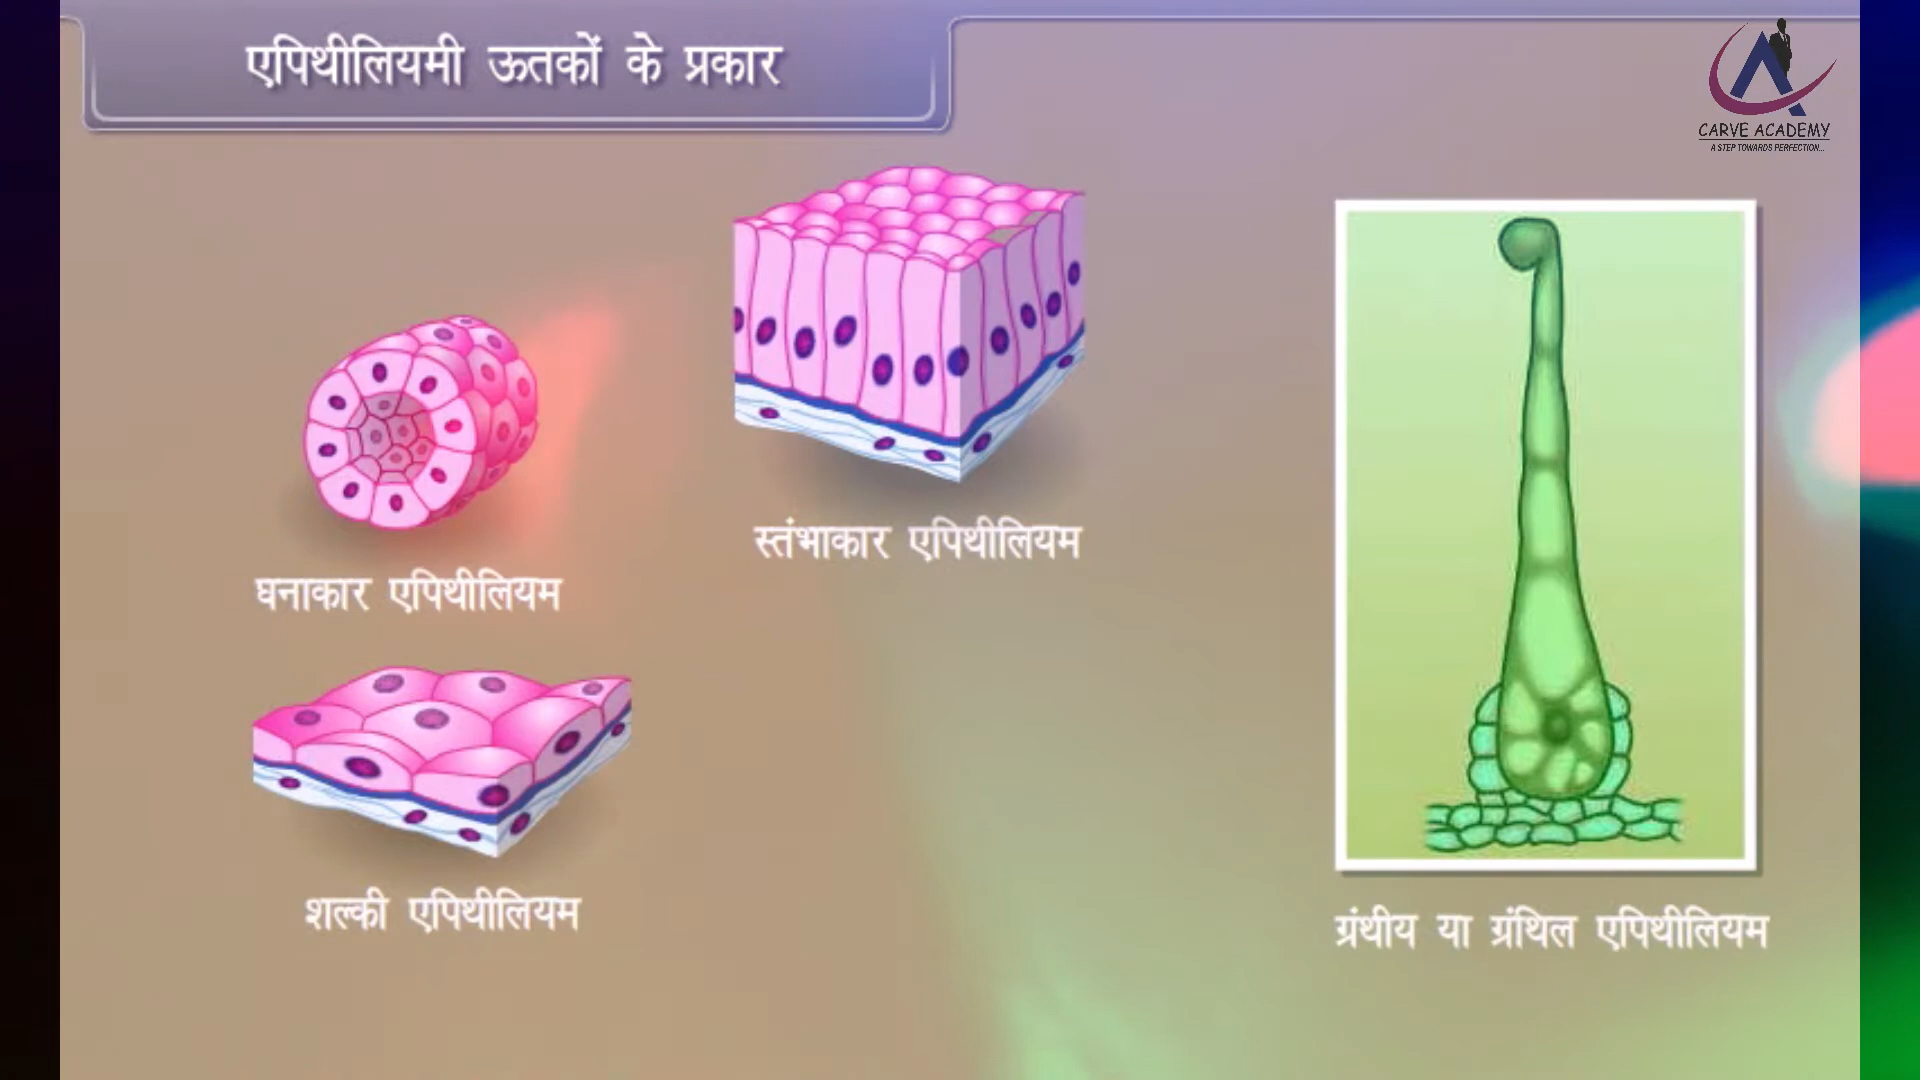 एपिथीलियमी ऊतकों के प्रकार
CARVE ACADEMY
A STEP TOWARDS PERFECTION...
स्तंभाकार एपिथीलियम
घनाकार एपिथीलियम
शल्की एपिथीलियम
ग्रंथीय या ग्रंथिल एपिथीलियम